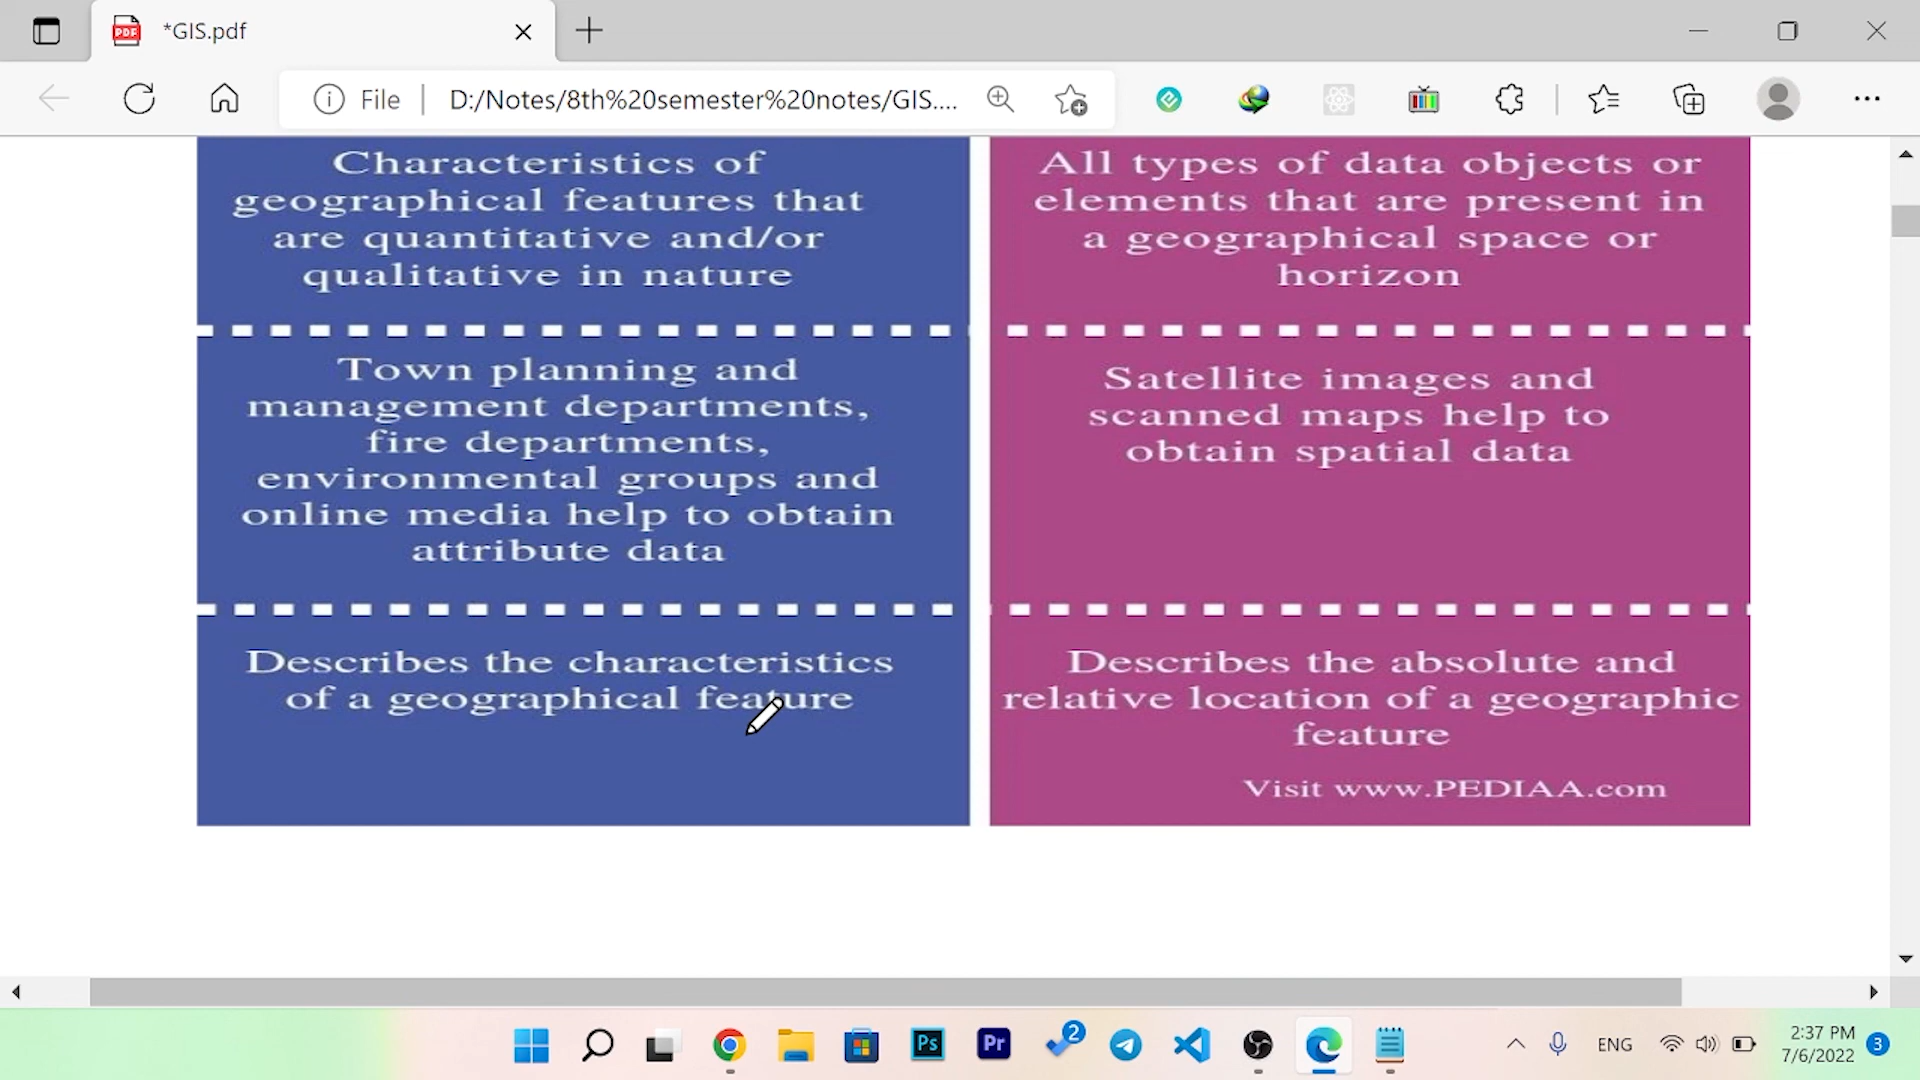 *GIS.pdf
File
D:/Notes/8th%20semester%20notes/GIS....
Characteristics of
geographical features that
are quantitative and/or
qualitative in nature
Town planning and
management departments,
fire departments,
environmental groups and
online media help to obtain
attribute data
Describes the characteristics
of a geographical feature
All types of data objects or
elements that are present in
a geographical space or
horizon
Satellite images and
scanned maps help to
obtain spatial data
Describes the absolute and
relative location of a geographic
feature
Visit www.PEDIAA.com
PDF
Ps
Pr
2
ENG
2:37 PM
7/6/2022
3